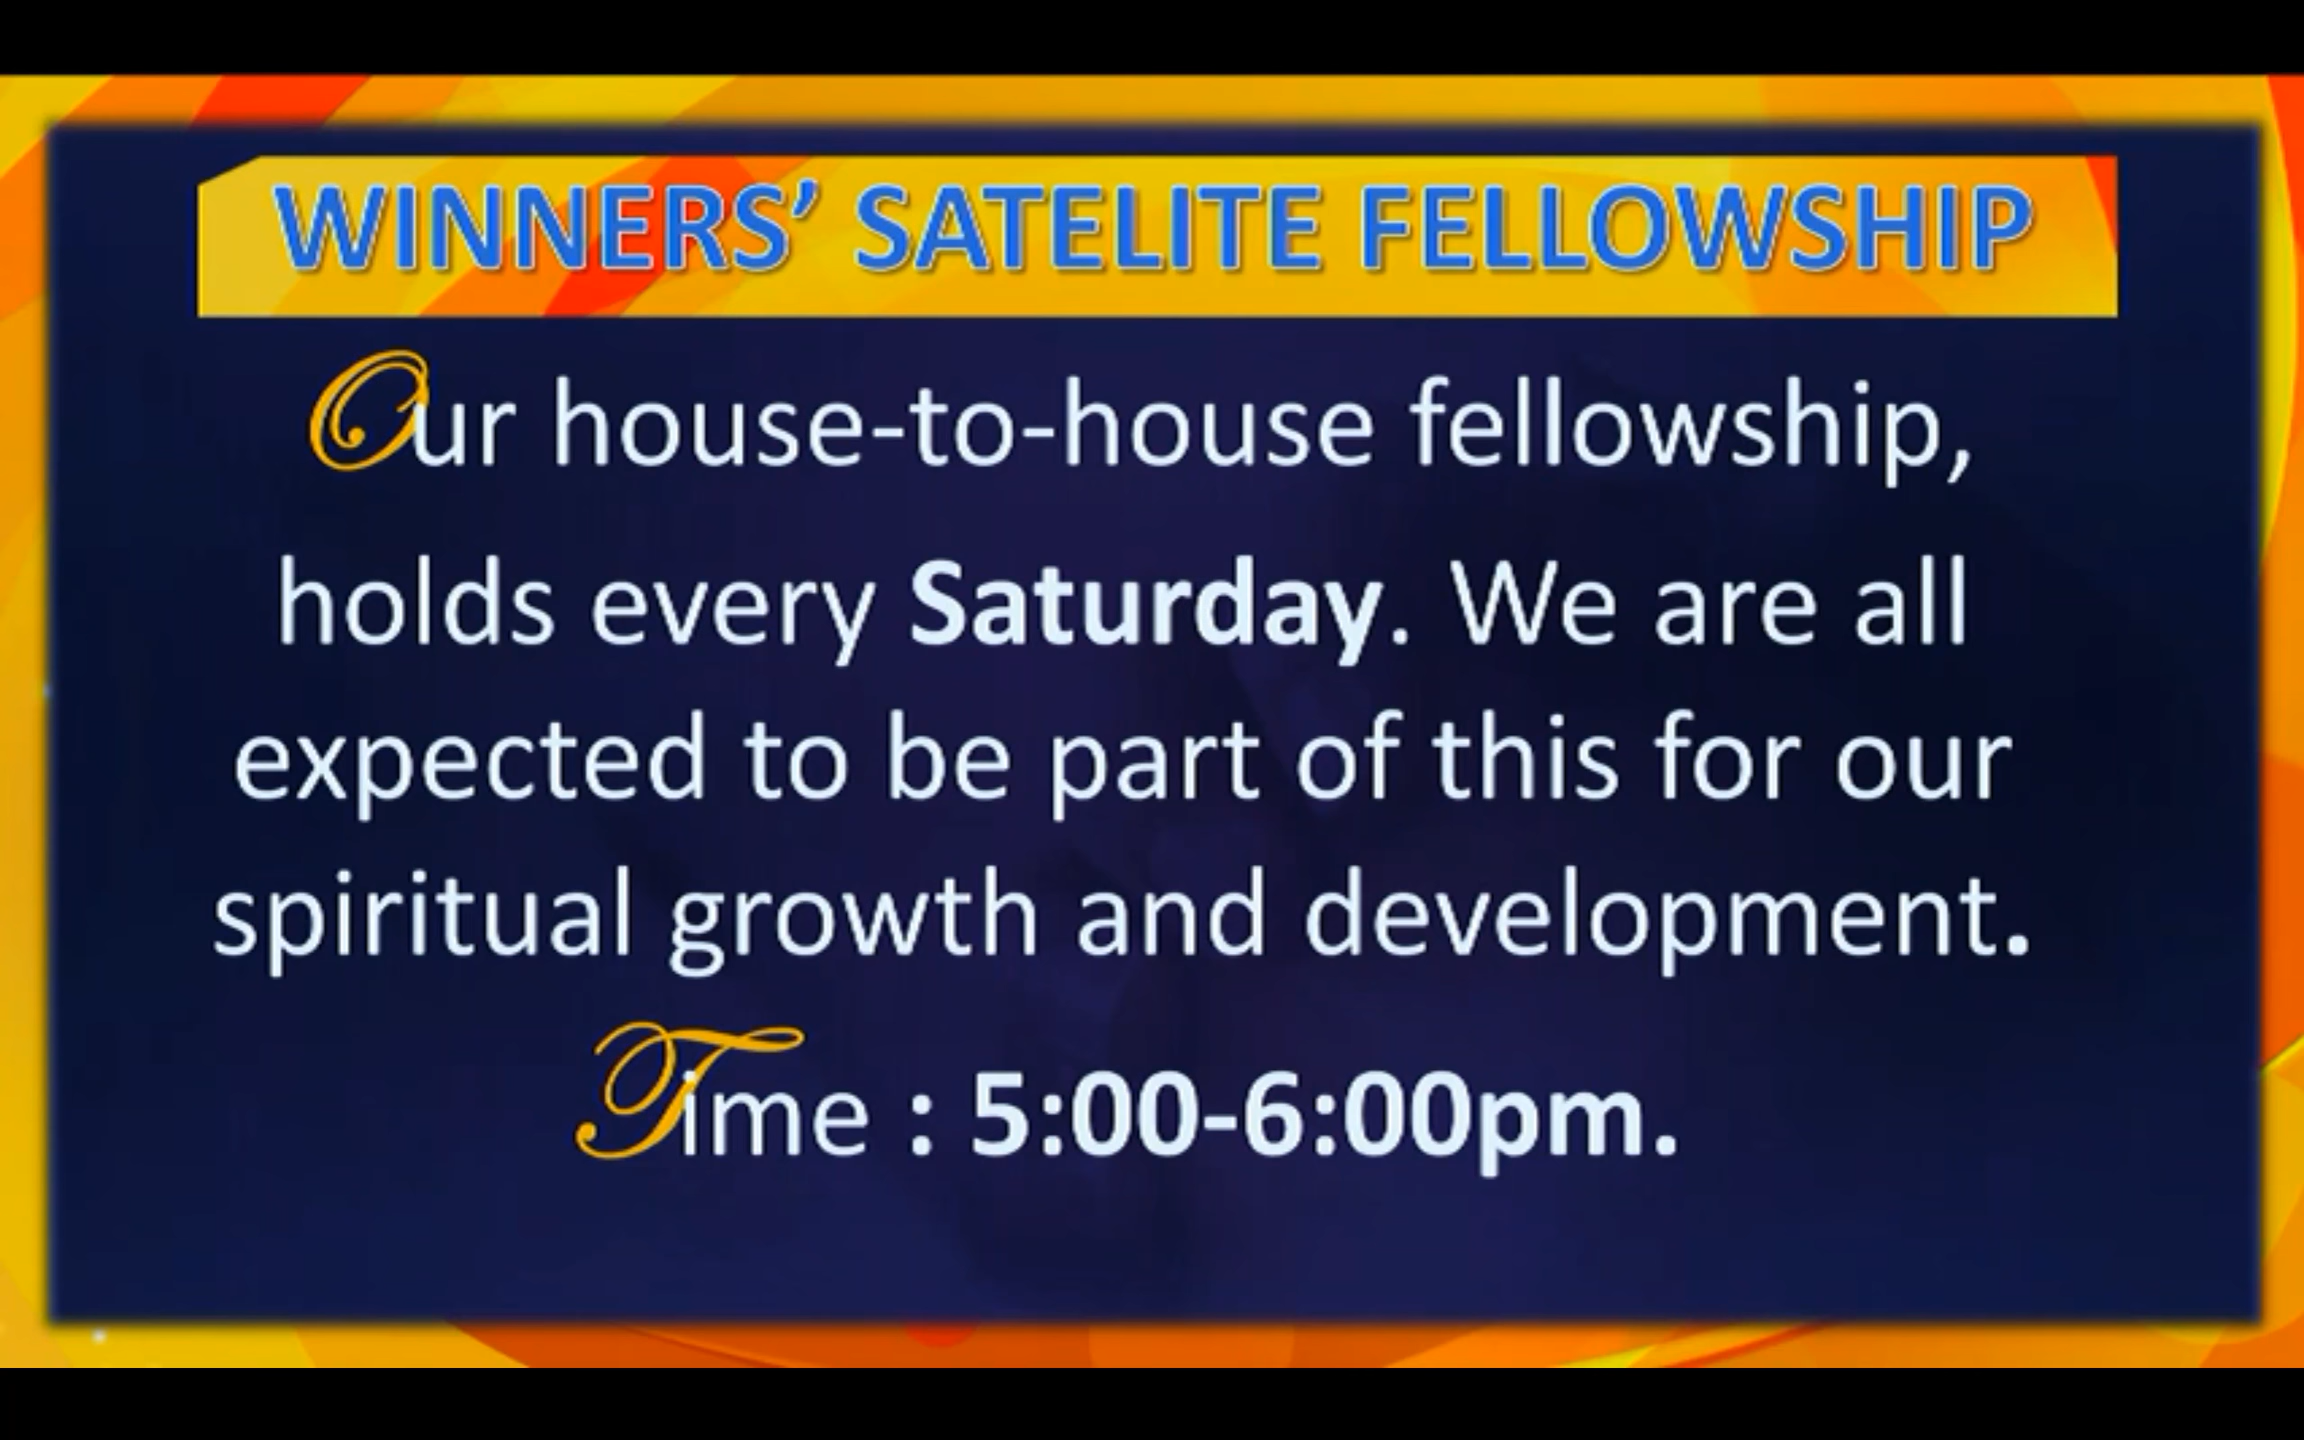 WINNERS’ SATELITE FELLOWSHIP
Our house-to-house fellowship,
holds every Saturday. We are all
expected to be part of this for our
spiritual growth and development.
Time : 5:00-6:00pm.